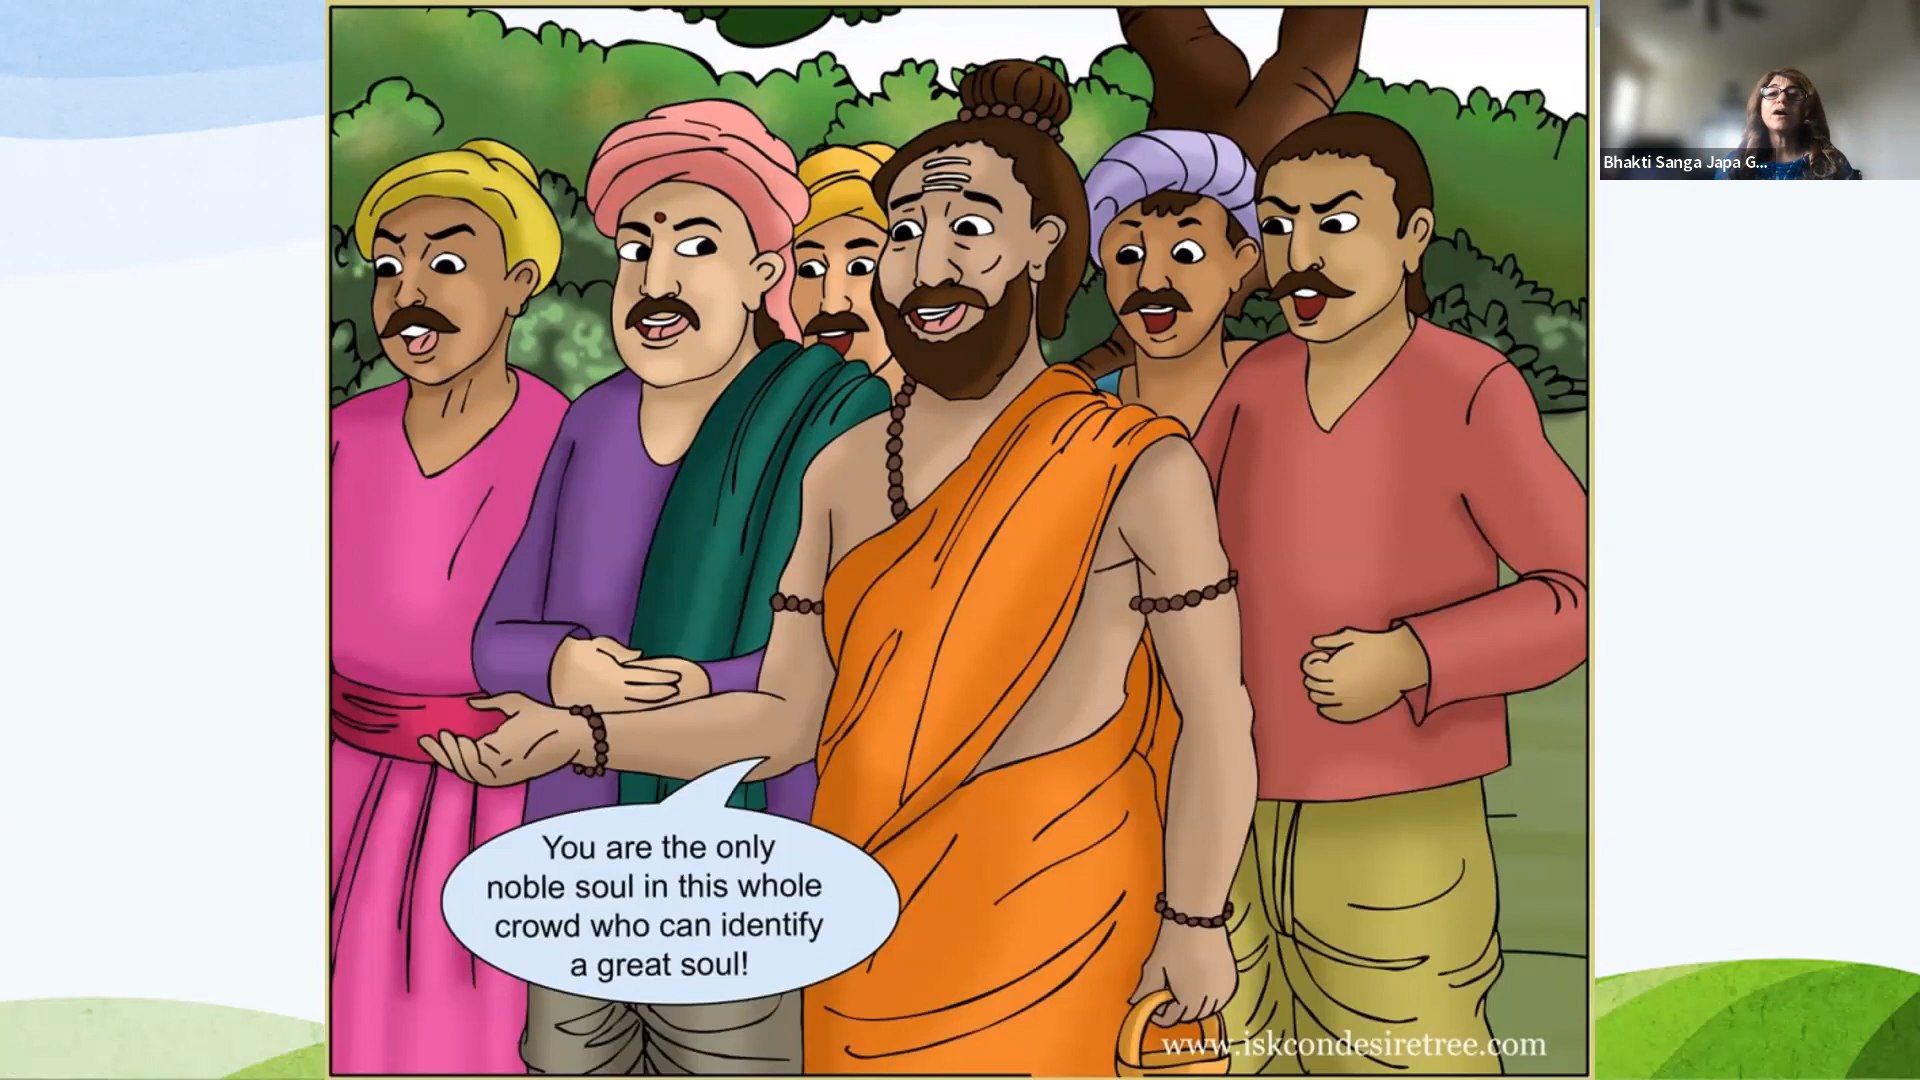 Bhakti Sanga Japa G...
You are the only
noble soul in this whole
crowd who can identify
a great soul!
www.iskcondesiretree.com